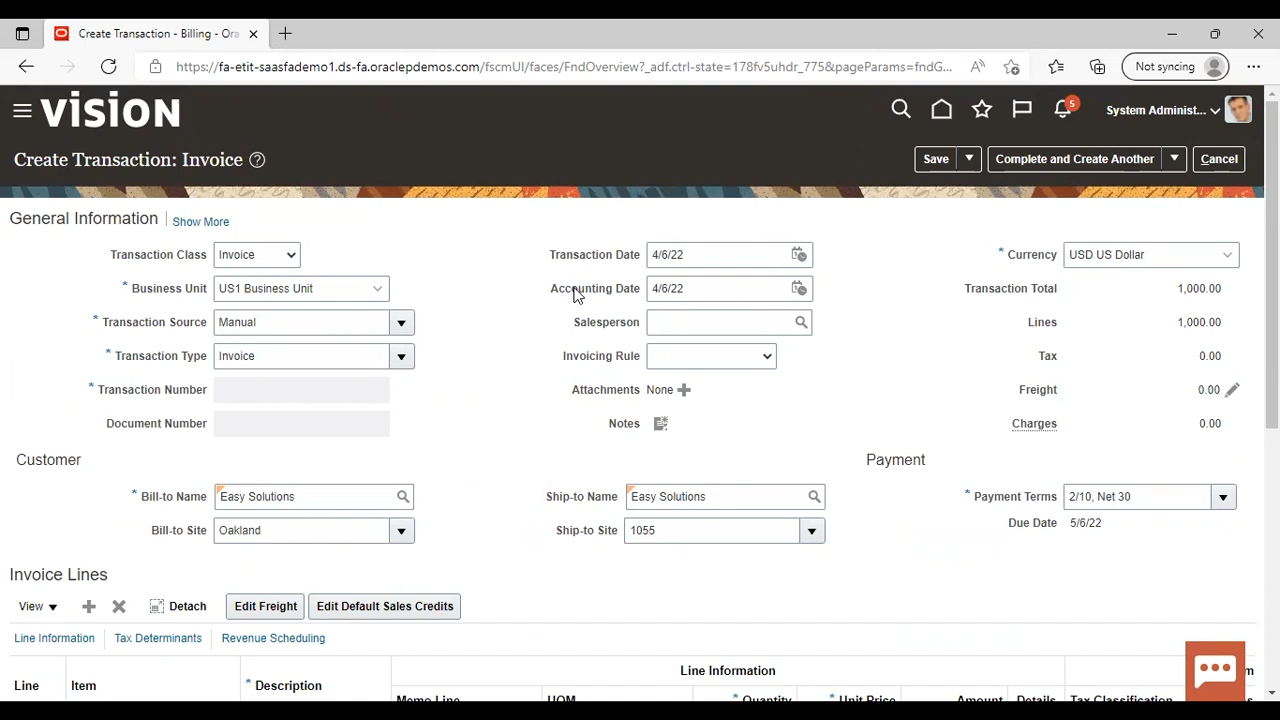 Create Transaction - Billing - Ora
https://fa-etit-saasfademo1.ds-fa.oraclepdemos.com/fscmUI/faces/FndOverview?_adf.ctrl-state=178fv5uhdr_775&pageParams=fndG...
Not syncing
VISION
5
System Administ...
Create Transaction: Invoice
Save
Complete and Create Another
Cancel
General Information
Show More
Transaction Class Invoice
Transaction Date 4/6/22
* Currency USD US Dollar
* Business Unit US1 Business Unit
Accounting Date 4/6/22
Transaction Total 1,000.00
* Transaction Source Manual
Salesperson
Lines 1,000.00
* Transaction Type Invoice
Invoicing Rule
Tax 0.00
* Transaction Number
Attachments None
Freight 0.00
Document Number
Notes
Charges 0.00
Customer
Payment
* Bill-to Name Easy Solutions
Ship-to Name Easy Solutions
* Payment Terms 2/10, Net 30
Bill-to Site Oakland
Ship-to Site 1055
Due Date 5/6/22
Invoice Lines
View
Detach
Edit Freight
Edit Default Sales Credits
Line Information
Tax Determinants
Revenue Scheduling
Line Information
Line Item * Description
Memo Line UOM * Quantity * Unit Price Amount Details Tax Classification